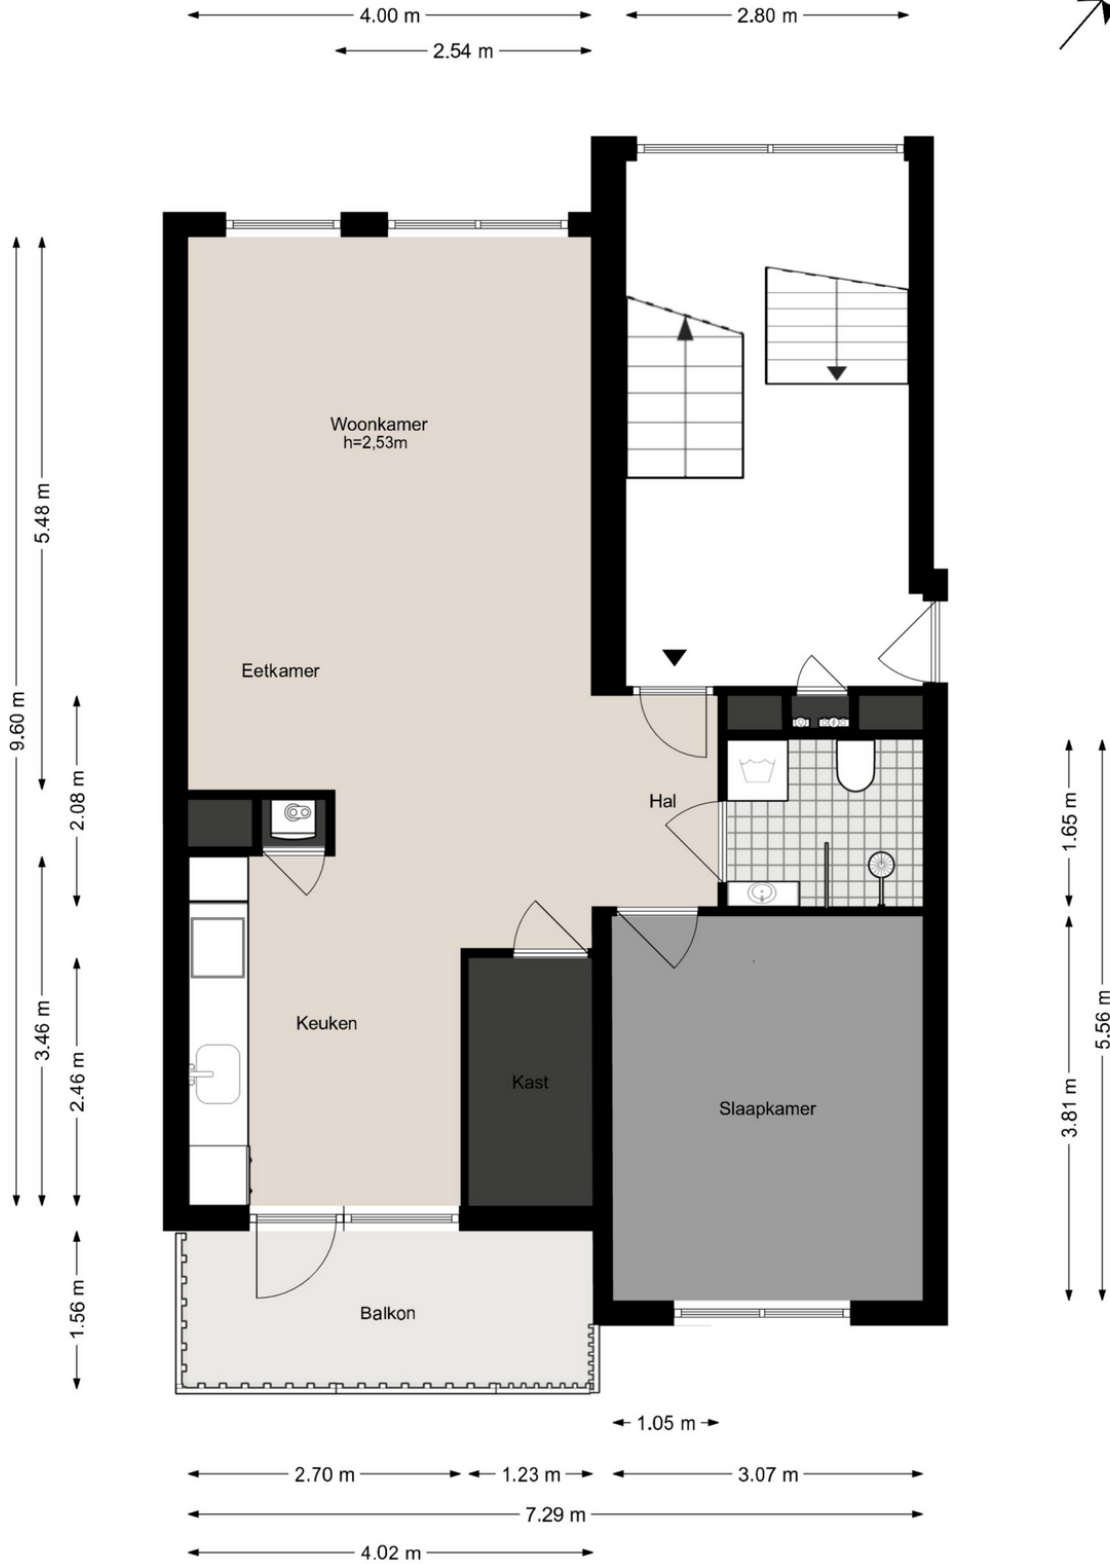 4.00 m
2.80 m
2.54 m
Woonkamer
h=2,53m
5.48 m
Eetkamer
9.60 m
2.08 m
Hal
1.65 m
3.46 m
Keuken
5.56 m
2.46 m
Kast
Slaapkamer
3.81 m
1.56 m
Balkon
1.05 m
2.70 m
1.23 m
3.07 m
7.29 m
4.02 m